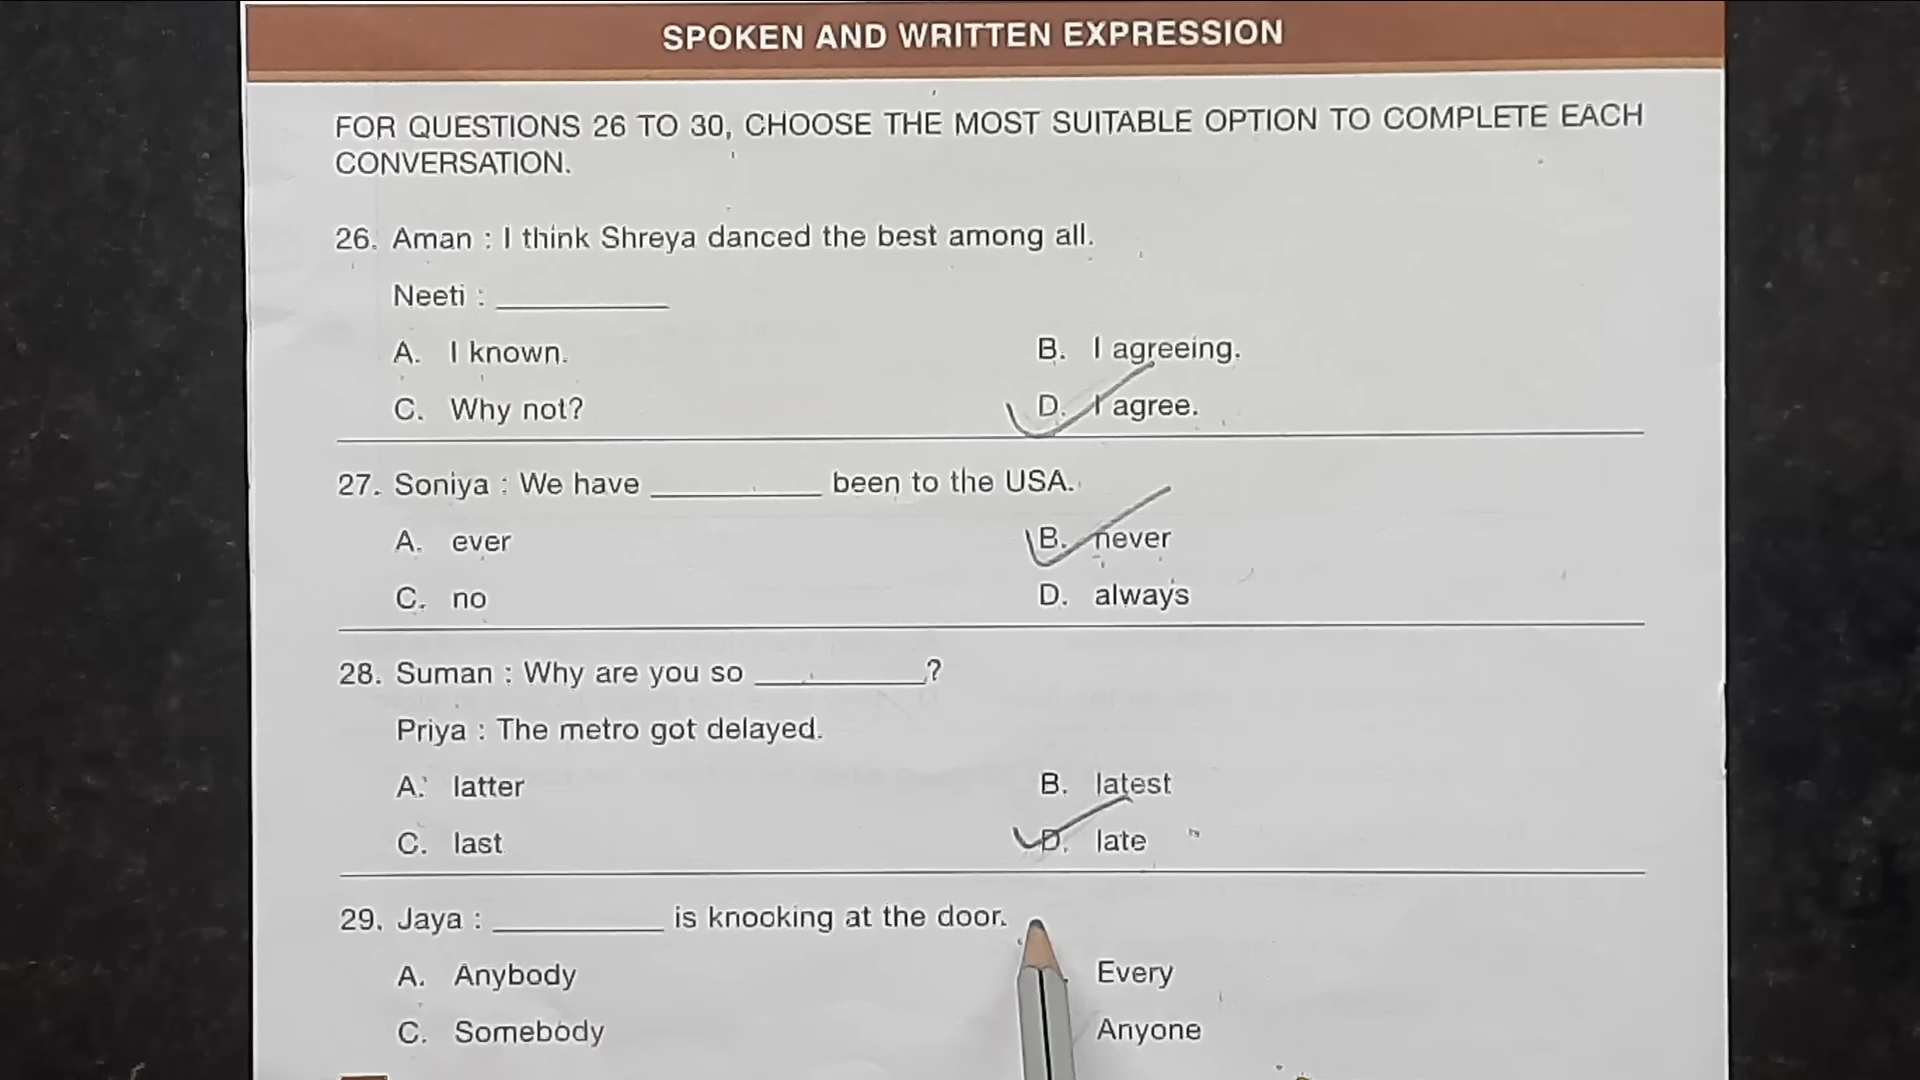 SPOKEN AND WRITTEN EXPRESSION
FOR QUESTIONS 26 TO 30, CHOOSE THE MOST SUITABLE OPTION TO COMPLETE EACH
CONVERSATION.
26. Aman : I think Shreya danced the best among all.
Neeti : __________
A. I known. B. I agreeing.
C. Why not? D. I agree.
27. Soniya : We have __________ been to the USA.
A. ever B. never
C. no D. always
28. Suman : Why are you so __________?
Priya : The metro got delayed.
A. latter B. latest
C. last D. late
29. Jaya : __________ is knocking at the door.
A. Anybody Every
C. Somebody Anyone